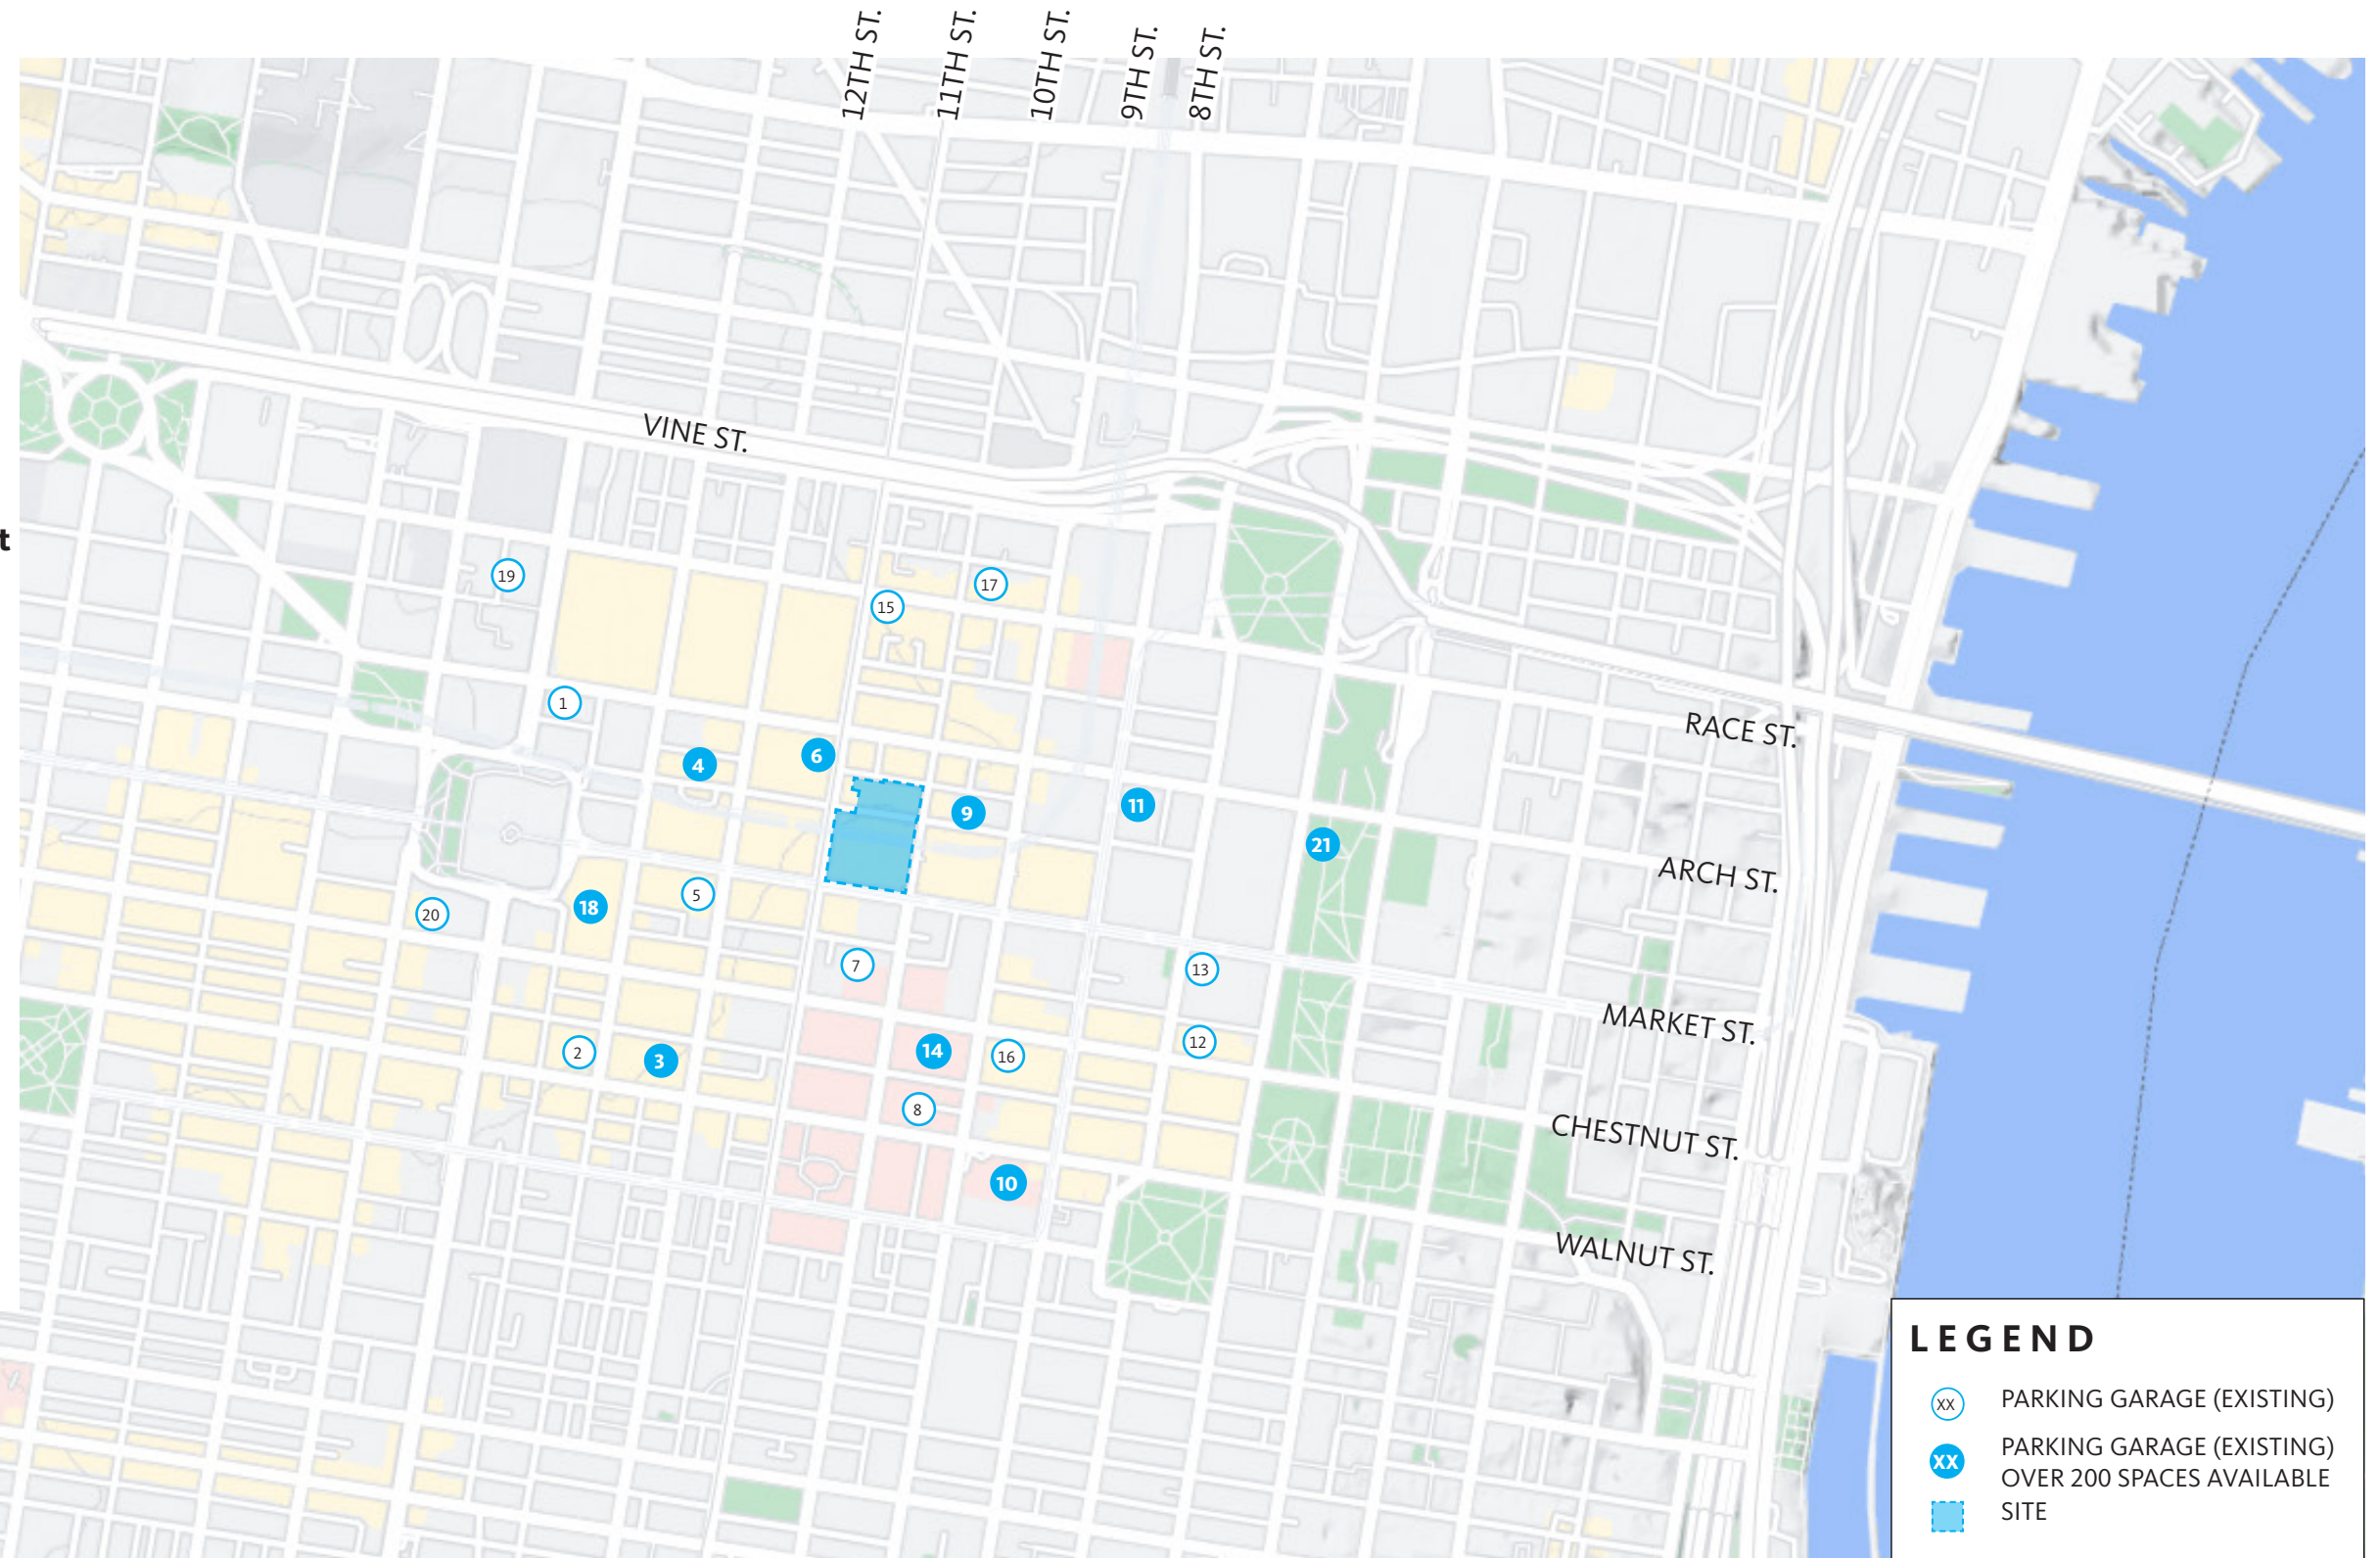 12TH ST.
11TH ST.
10TH ST.
9TH ST.
8TH ST.
VINE ST.
t
19
17
15
1
RACE ST.
6
4
11
9
21
ARCH ST.
5
18
20
7
13
MARKET ST.
12
14
16
2
3
8
CHESTNUT ST.
10
WALNUT ST.
LEGEND
XX PARKING GARAGE (EXISTING)
XX PARKING GARAGE (EXISTING)
OVER 200 SPACES AVAILABLE
SITE